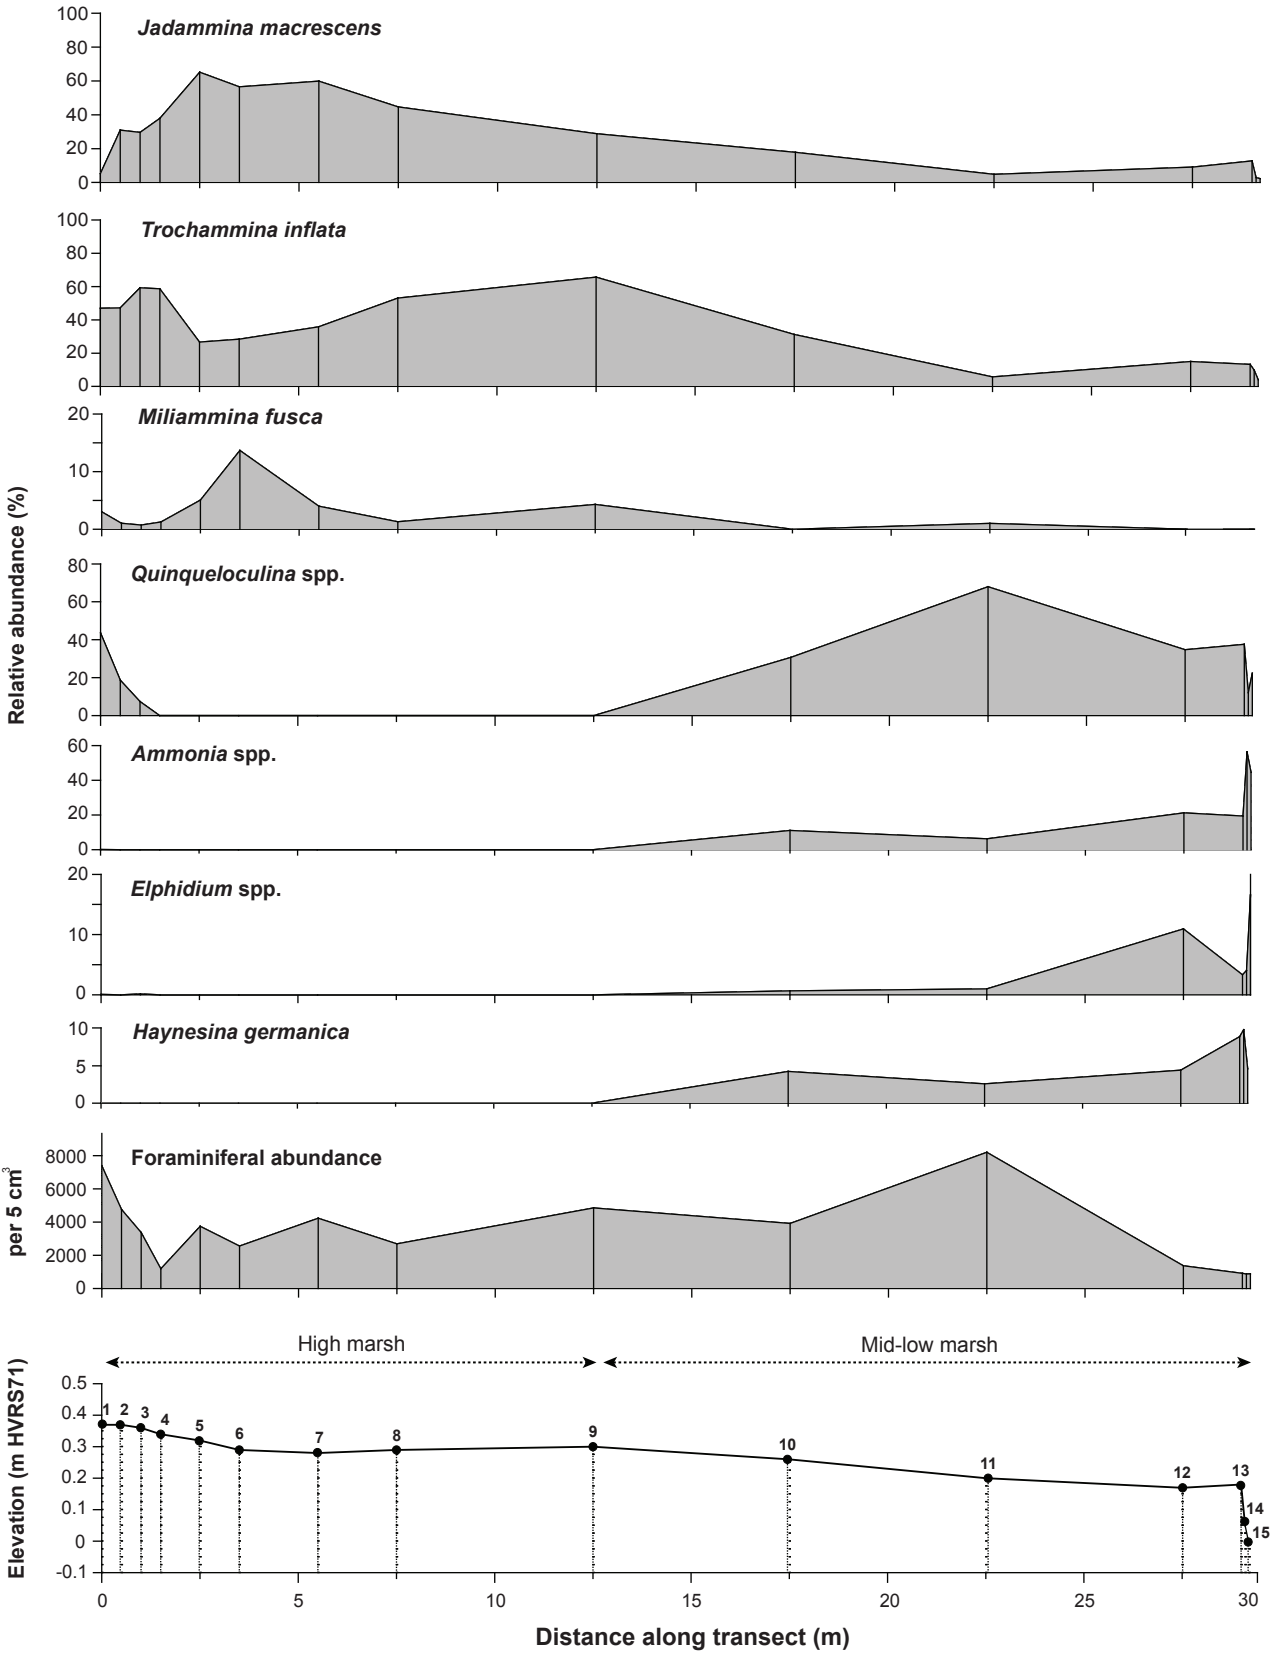 Jadammina macrescens
100
80
60
40
20
0
Trochammina inflata
100
80
60
40
20
0
Miliammina fusca
20
10
0
Relative abundance (%)
Quinqueloculina spp.
80
60
40
20
0
Ammonia spp.
60
40
20
0
Elphidium spp.
20
10
0
Haynesina germanica
10
5
0
Foraminiferal abundance
per 5 cm³
8000
6000
4000
2000
0
High marsh
Mid-low marsh
Elevation (m HVRS71)
0.5
0.4
0.3
0.2
0.1
0
-0.1
1 2 3 4 5 6 7 8 9 10 11 12 13 14 15
0 5 10 15 20 25 30
Distance along transect (m)